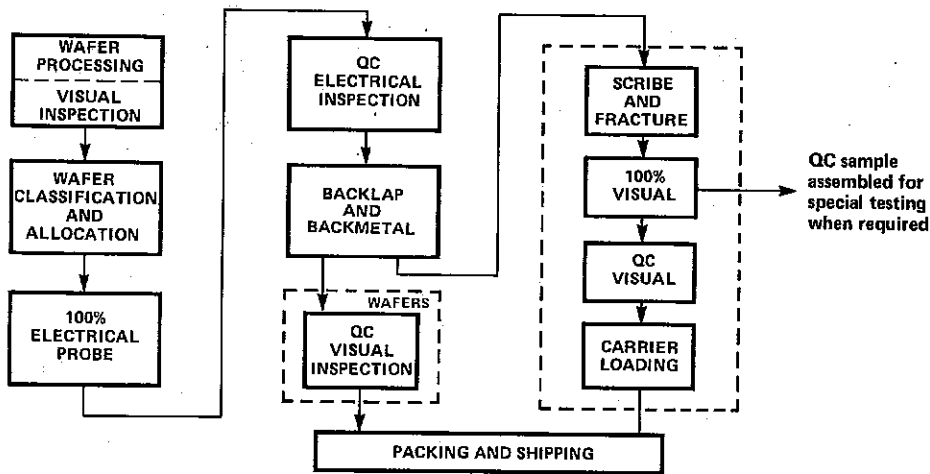 WAFER
PROCESSING
VISUAL
INSPECTION
WAFER
CLASSIFICATION
AND
ALLOCATION
100%
ELECTRICAL
PROBE
QC
ELECTRICAL
INSPECTION
BACKLAP
AND
BACKMETAL
WAFERS
QC
VISUAL
INSPECTION
SCRIBE
AND
FRACTURE
100%
VISUAL
QC
VISUAL
CARRIER
LOADING
QC sample
assembled for
special testing
when required
PACKING AND SHIPPING